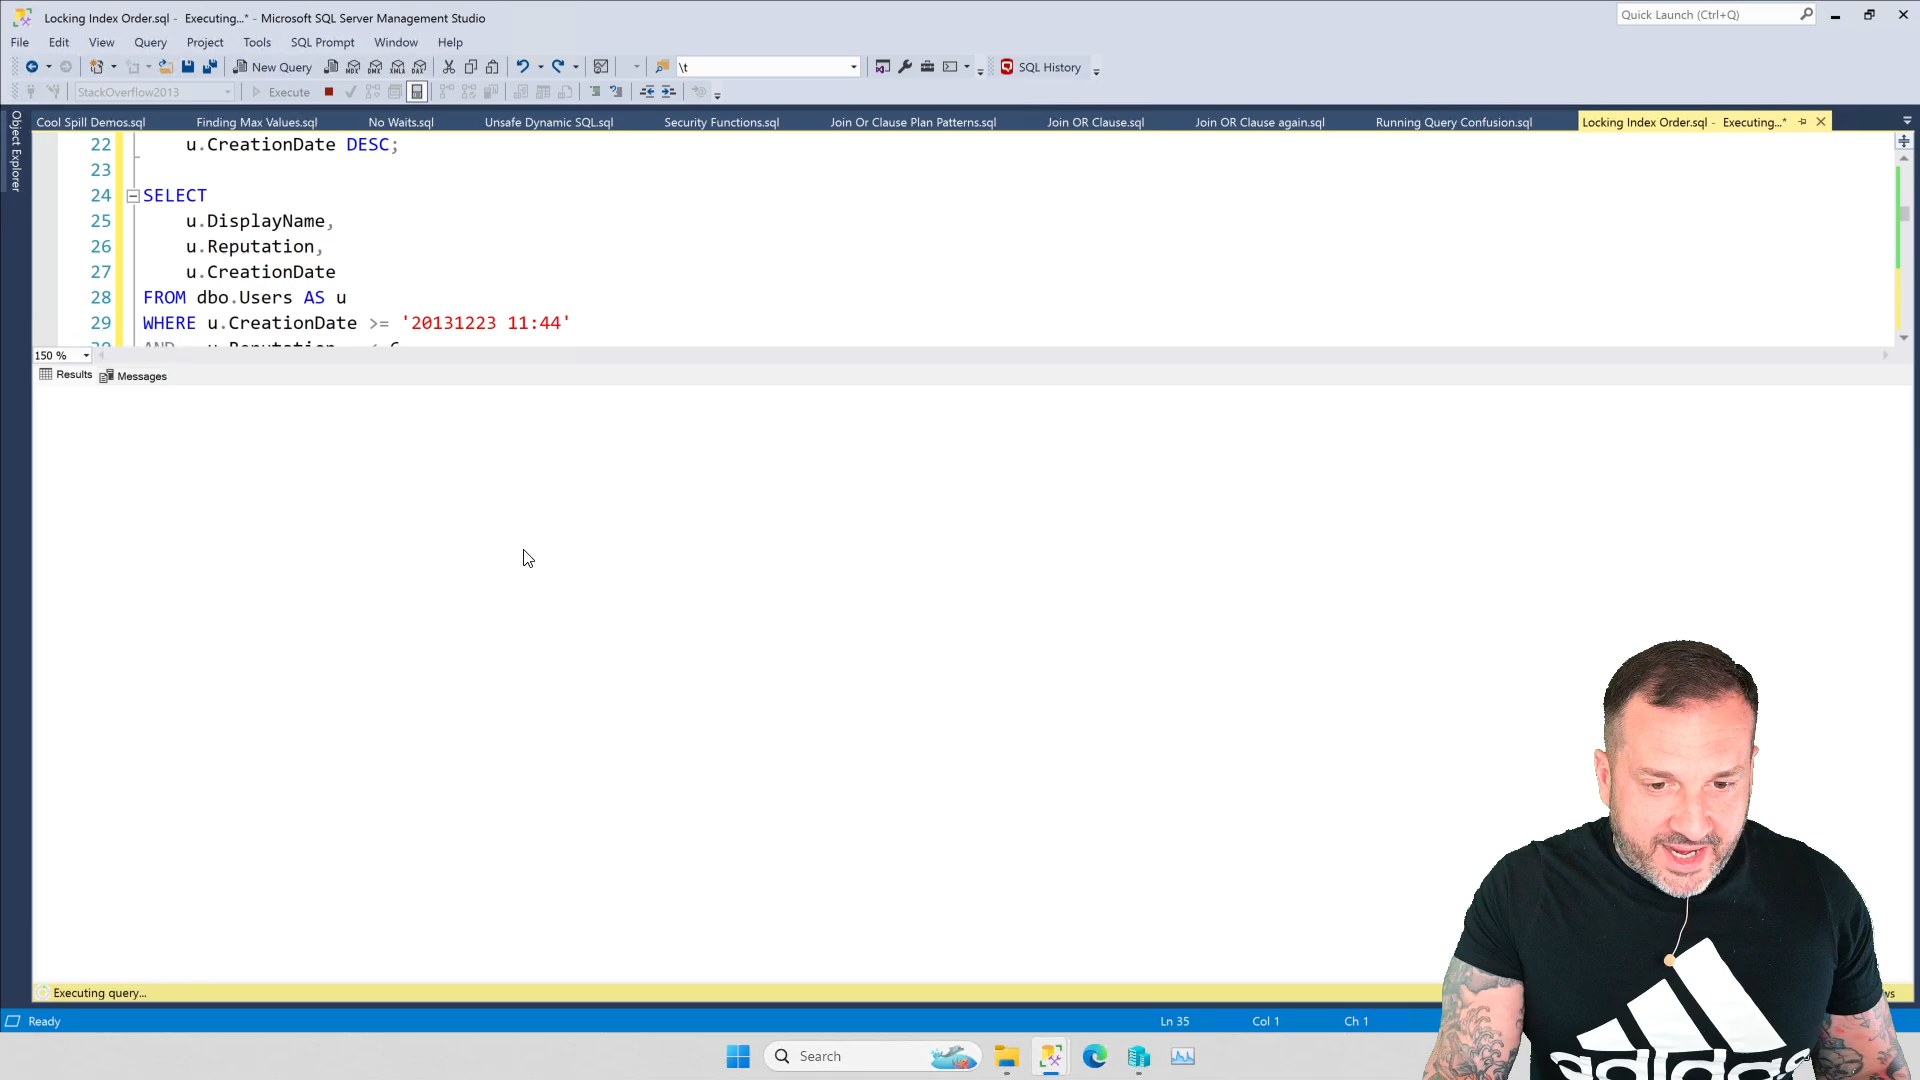 Locking Index Order.sql - Executing...* - Microsoft SQL Server Management Studio
Quick Launch (Ctrl+Q)
File Edit View Query Project Tools SQL Prompt Window Help
New Query
\t
SQL History
StackOverflow2013
Execute
Object Explorer
Cool Spill Demos.sql Finding Max Values.sql No Waits.sql Unsafe Dynamic SQL.sql Security Functions.sql Join Or Clause Plan Patterns.sql Join OR Clause.sql Join OR Clause again.sql Running Query Confusion.sql Locking Index Order.sql - Executing...*
22 u.CreationDate DESC;
23
24 SELECT
25 u.DisplayName,
26 u.Reputation,
27 u.CreationDate
28 FROM dbo.Users AS u
29 WHERE u.CreationDate >= '20131223 11:44'
150 %
Results Messages
Executing query...
Ready Ln 35 Col 1 Ch 1
Search
adidas